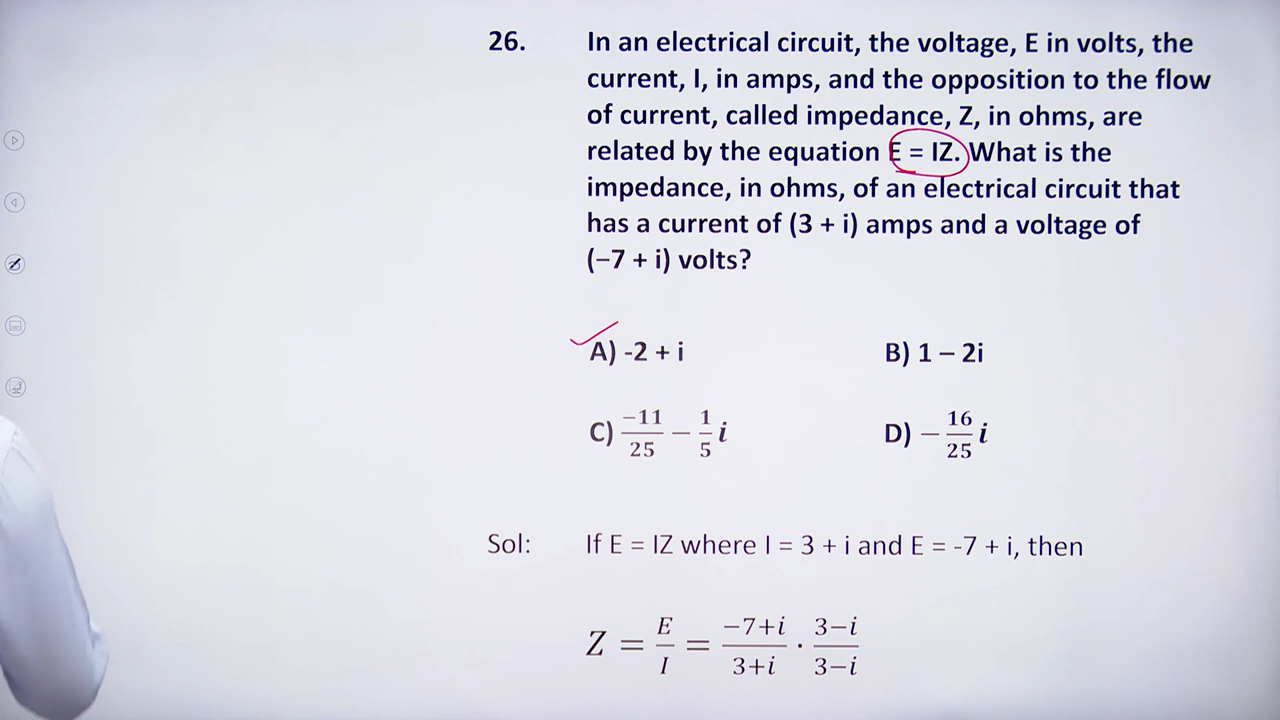 26. In an electrical circuit, the voltage, E in volts, the
current, I, in amps, and the opposition to the flow
of current, called impedance, Z, in ohms, are
related by the equation E = IZ. What is the
impedance, in ohms, of an electrical circuit that
has a current of (3 + i) amps and a voltage of
(−7 + i) volts?
A) -2 + i B) 1 – 2i
C) −11/25 − 1/5 i D) − 16/25 i
Sol: If E = IZ where I = 3 + i and E = -7 + i, then
Z = E/I = −7+i/3+i · 3−i/3−i